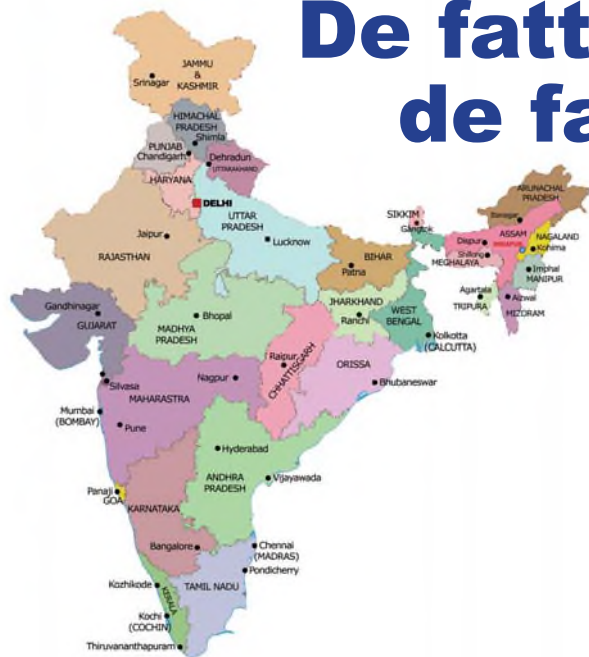 De fatt
de fa
JAMMU
&
KASHMIR
Srinagar
HIMACHAL
PRADESH
Shimla
PUNJAB
Chandigarh
Dehradun
UTTARAKHAND
HARYANA
DELHI
UTTAR
PRADESH
Lucknow
Jaipur
RAJASTHAN
SIKKIM
Gangtok
ARUNACHAL
PRADESH
Itanagar
ASSAM
Dispur
NAGALAND
Kohima
Shillong
MEGHALAYA
Imphal
MANIPUR
Agartala
TRIPURA
Aizwal
MIZORAM
BIHAR
Patna
JHARKHAND
Ranchi
WEST
BENGAL
Kolkotta
(CALCUTTA)
Gandhinagar
GUJARAT
Bhopal
MADHYA
PRADESH
Raipur
CHHATTISGARH
ORISSA
Bhubaneswar
Silvasa
Nagpur
MAHARASTRA
Mumbai
(BOMBAY)
Pune
Hyderabad
ANDHRA
PRADESH
Vijayawada
Panaji
GOA
KARNATAKA
Bangalore
Chennai
(MADRAS)
Pondicherry
Kozhikode
KERALA
TAMIL NADU
Kochi
(COCHIN)
Thiruvananthapuram